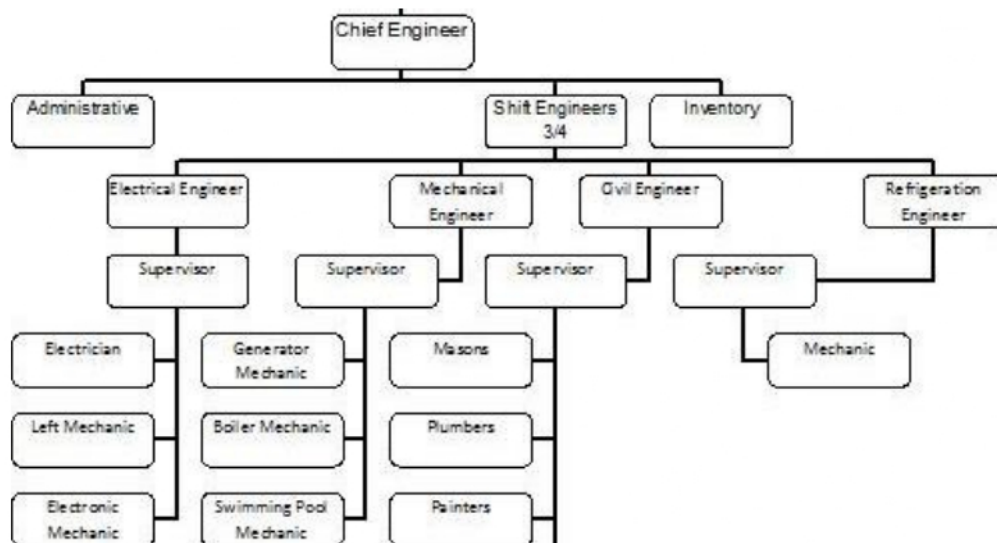 Chief Engineer
Administrative
Shift Engineers
3/4
Inventory
Electrical Engineer
Mechanical
Engineer
Civil Engineer
Refrigeration
Engineer
Supervisor
Supervisor
Supervisor
Supervisor
Electrician
Generator
Mechanic
Masons
Mechanic
Left Mechanic
Boiler Mechanic
Plumbers
Electronic
Mechanic
Swimming Pool
Mechanic
Painters